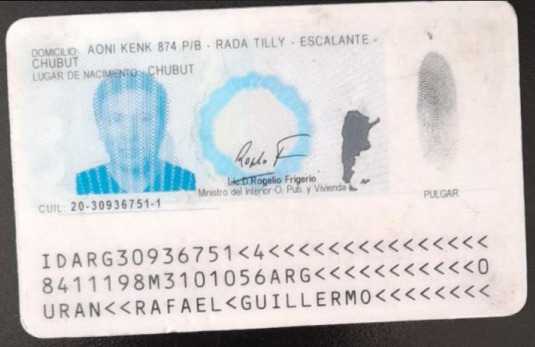 DOMICILIO: AONI KENK 874 P/B - RADA TILLY - ESCALANTE -
CHUBUT
LUGAR DE NACIMIENTO: CHUBUT
Lic. D. Rogelio Frigerio
Ministro del Interior O. Pub. y Vivienda
PULGAR
CUIL: 20-30936751-1
IDARG30936751<4<<<<<<<<<<<<<<<
8411198M3101056ARG<<<<<<<<<<<0
URAN<<RAFAEL<GUILLERMO<<<<<<<<